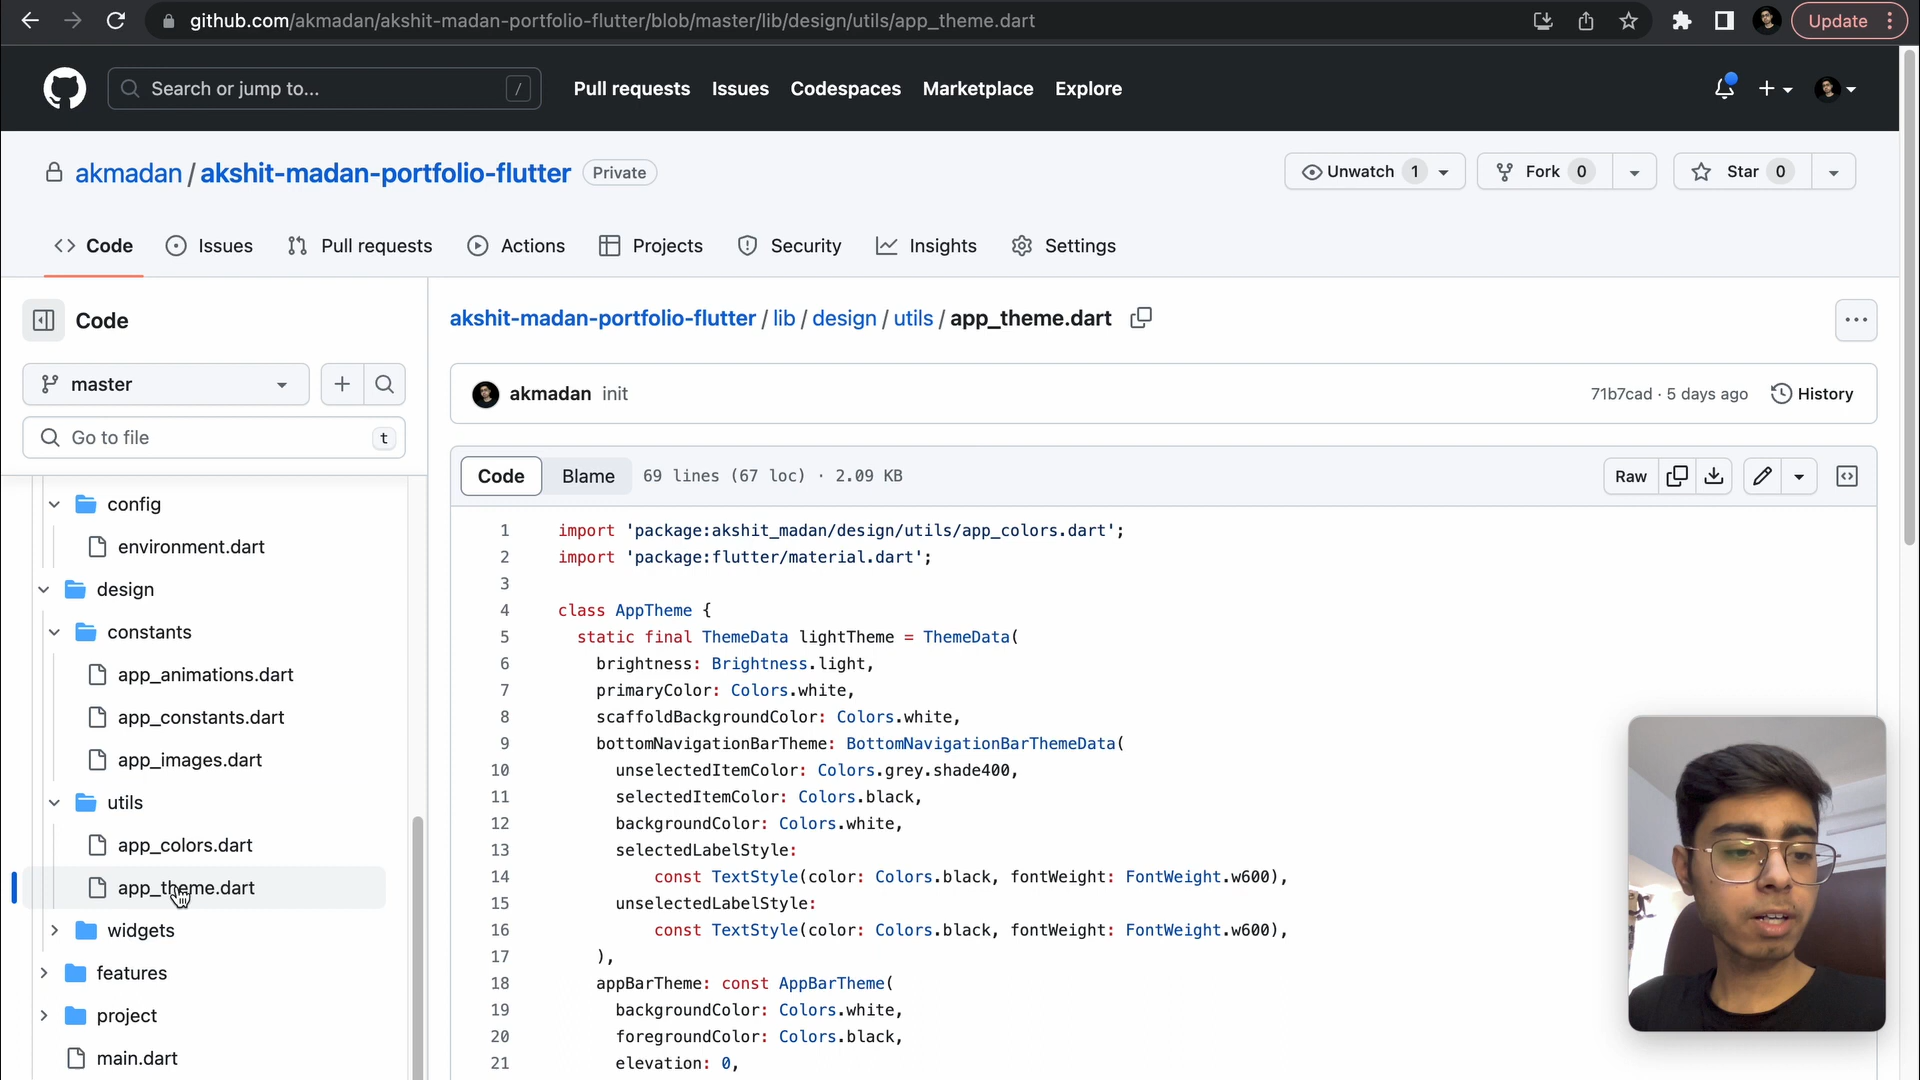 github.com/akmadan/akshit-madan-portfolio-flutter/blob/master/lib/design/utils/app_theme.dart
Update
Search or jump to...
/
Pull requests
Issues
Codespaces
Marketplace
Explore
akmadan / akshit-madan-portfolio-flutter
Private
Unwatch 1
Fork 0
Star 0
Code
Issues
Pull requests
Actions
Projects
Security
Insights
Settings
Code
master
Go to file
t
config
environment.dart
design
constants
app_animations.dart
app_constants.dart
app_images.dart
utils
app_colors.dart
app_theme.dart
widgets
features
project
main.dart
akshit-madan-portfolio-flutter / lib / design / utils / app_theme.dart
akmadan init
71b7cad · 5 days ago
History
Code
Blame
69 lines (67 loc) · 2.09 KB
Raw
1 import 'package:akshit_madan/design/utils/app_colors.dart';
2 import 'package:flutter/material.dart';
3
4 class AppTheme {
5 static final ThemeData lightTheme = ThemeData(
6 brightness: Brightness.light,
7 primaryColor: Colors.white,
8 scaffoldBackgroundColor: Colors.white,
9 bottomNavigationBarTheme: BottomNavigationBarThemeData(
10 unselectedItemColor: Colors.grey.shade400,
11 selectedItemColor: Colors.black,
12 backgroundColor: Colors.white,
13 selectedLabelStyle:
14 const TextStyle(color: Colors.black, fontWeight: FontWeight.w600),
15 unselectedLabelStyle:
16 const TextStyle(color: Colors.black, fontWeight: FontWeight.w600),
17 ),
18 appBarTheme: const AppBarTheme(
19 backgroundColor: Colors.white,
20 foregroundColor: Colors.black,
21 elevation: 0,